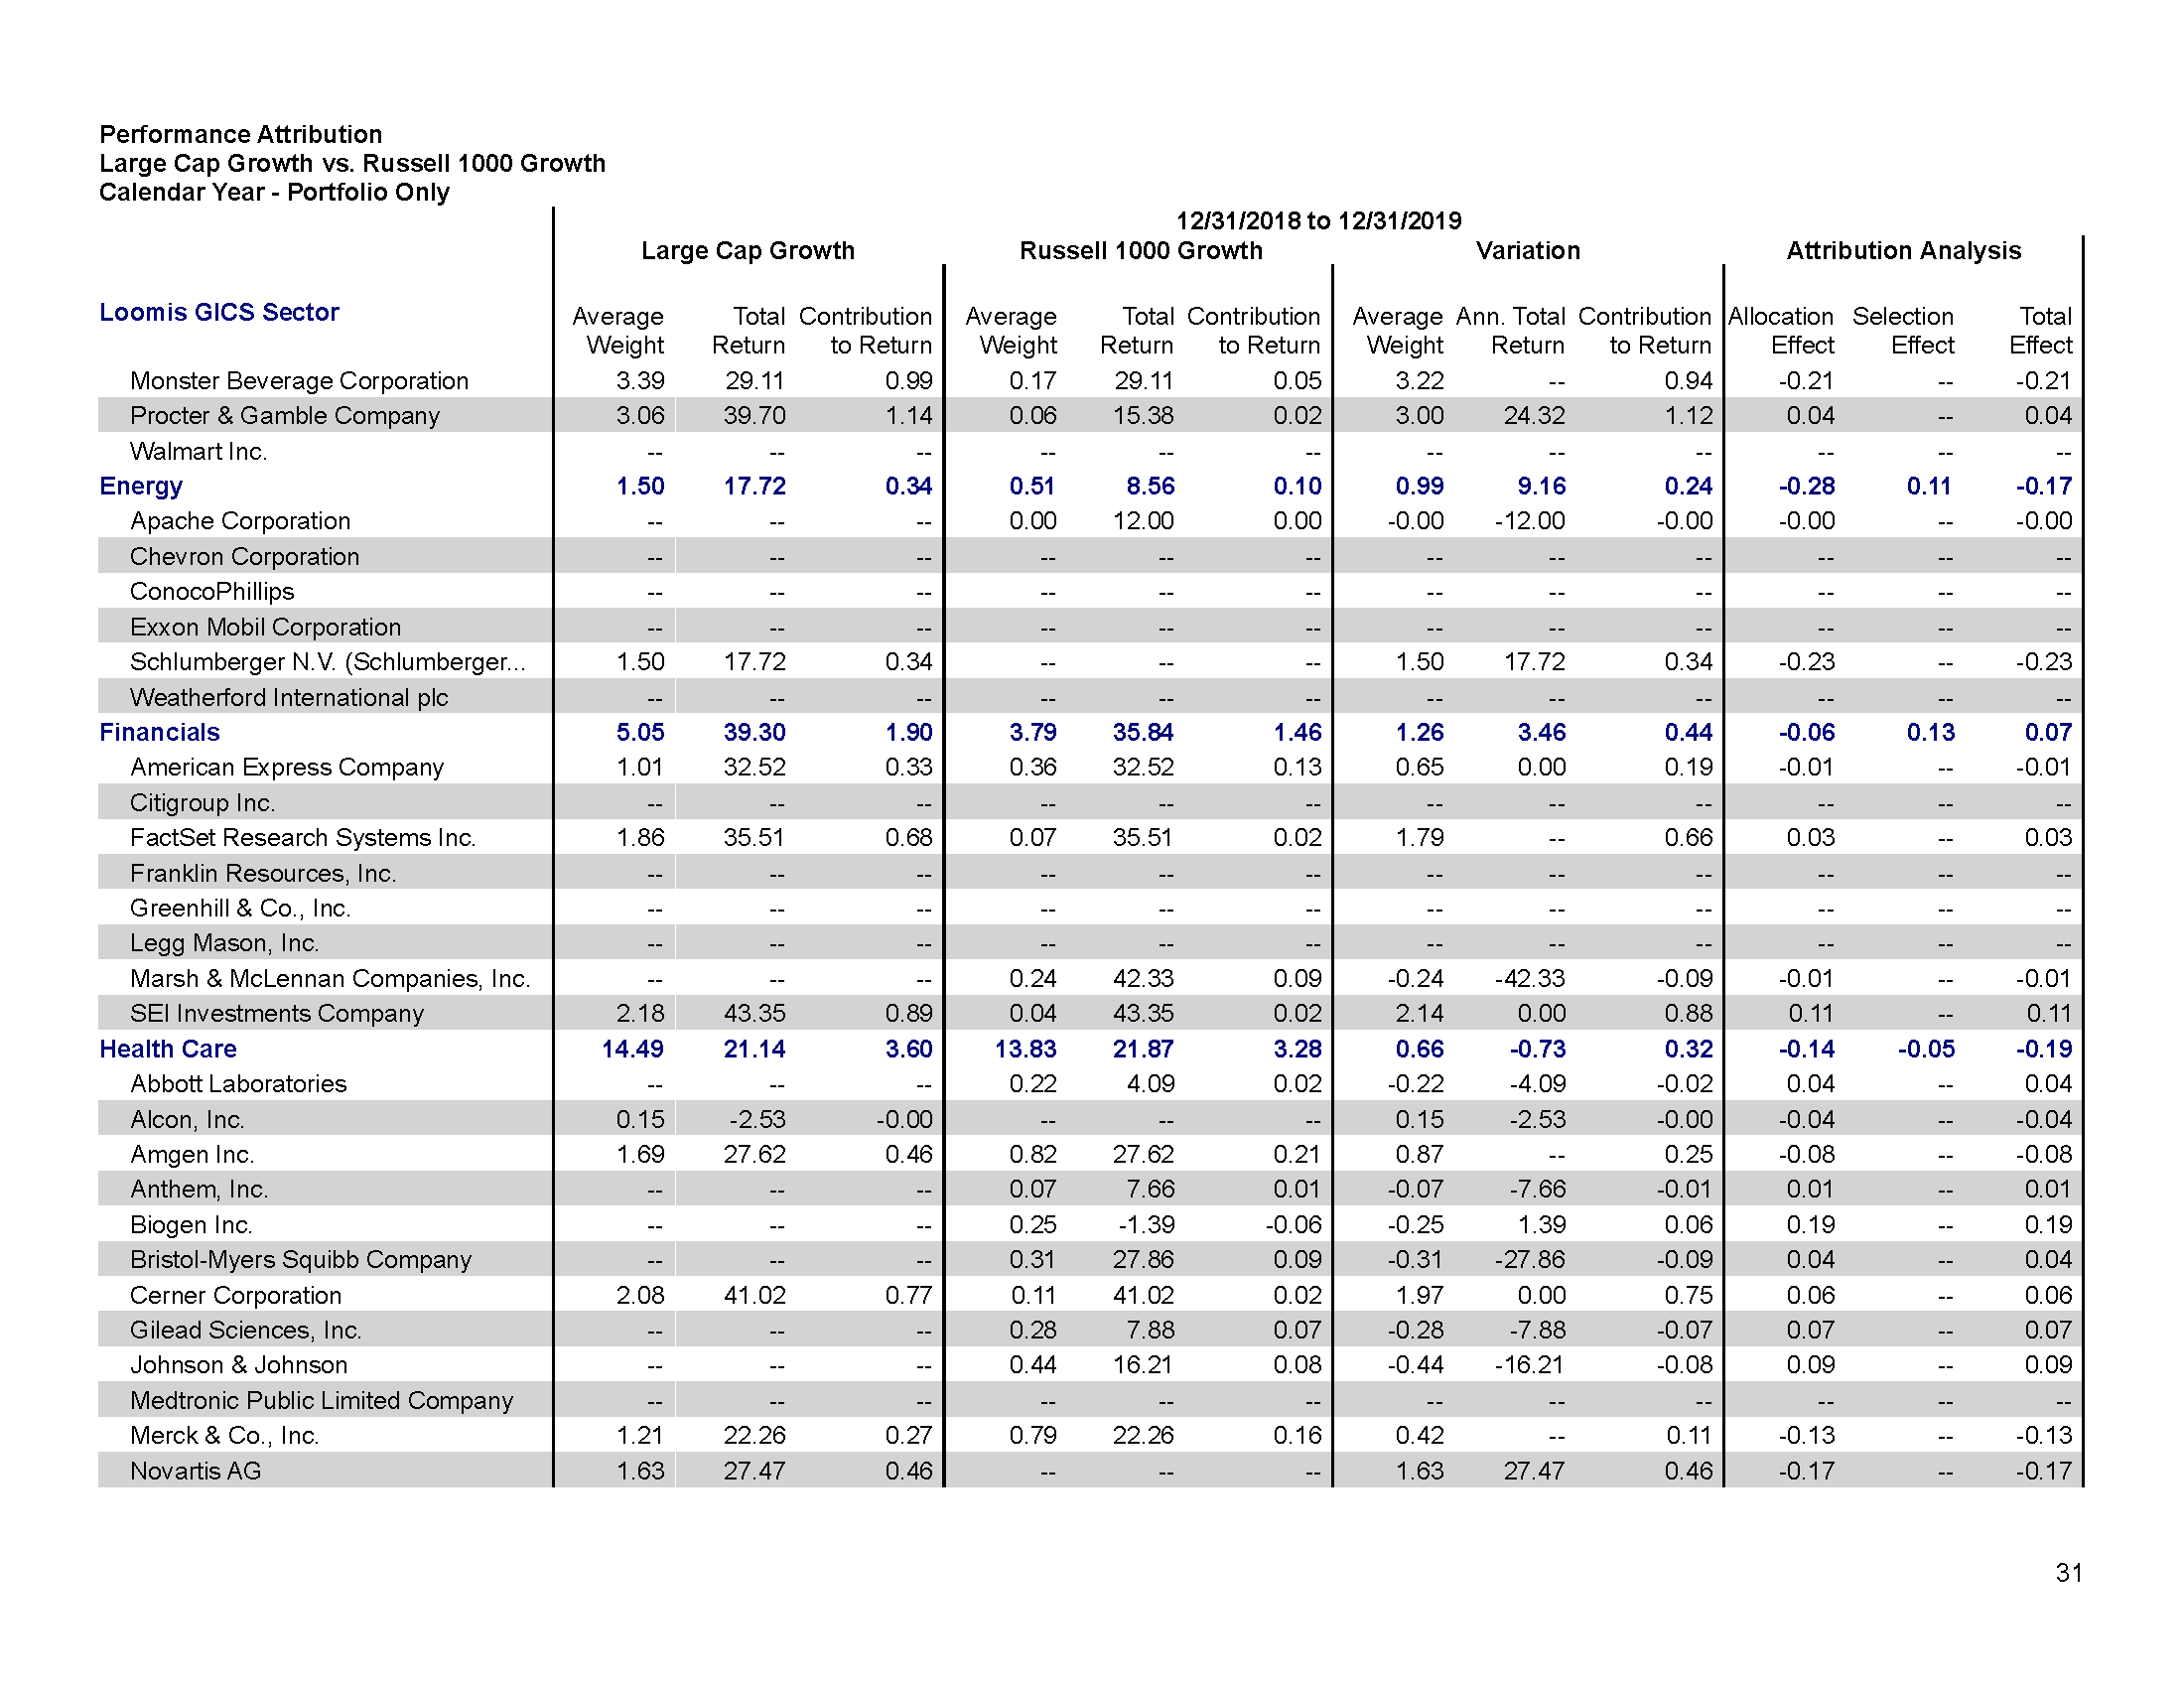 Performance Attribution
Large Cap Growth vs. Russell 1000 Growth
Calendar Year - Portfolio Only
12/31/2018 to 12/31/2019
Large Cap Growth Russell 1000 Growth Variation Attribution Analysis
Loomis GICS Sector
Average Total Contribution Average Total Contribution Average Ann. Total Contribution Allocation Selection Total
Weight Return to Return Weight Return to Return Weight Return to Return Effect Effect Effect
Monster Beverage Corporation 3.39 29.11 0.99 0.17 29.11 0.05 3.22 -- 0.94 -0.21 -- -0.21
Procter & Gamble Company 3.06 39.70 1.14 0.06 15.38 0.02 3.00 24.32 1.12 0.04 -- 0.04
Walmart Inc. -- -- -- -- -- -- -- -- -- -- -- --
Energy 1.50 17.72 0.34 0.51 8.56 0.10 0.99 9.16 0.24 -0.28 0.11 -0.17
Apache Corporation -- -- -- 0.00 12.00 0.00 -0.00 -12.00 -0.00 -0.00 -- -0.00
Chevron Corporation -- -- -- -- -- -- -- -- -- -- -- --
ConocoPhillips -- -- -- -- -- -- -- -- -- -- -- --
Exxon Mobil Corporation -- -- -- -- -- -- -- -- -- -- -- --
Schlumberger N.V. (Schlumberger... 1.50 17.72 0.34 -- -- -- 1.50 17.72 0.34 -0.23 -- -0.23
Weatherford International plc -- -- -- -- -- -- -- -- -- -- -- --
Financials 5.05 39.30 1.90 3.79 35.84 1.46 1.26 3.46 0.44 -0.06 0.13 0.07
American Express Company 1.01 32.52 0.33 0.36 32.52 0.13 0.65 0.00 0.19 -0.01 -- -0.01
Citigroup Inc. -- -- -- -- -- -- -- -- -- -- -- --
FactSet Research Systems Inc. 1.86 35.51 0.68 0.07 35.51 0.02 1.79 -- 0.66 0.03 -- 0.03
Franklin Resources, Inc. -- -- -- -- -- -- -- -- -- -- -- --
Greenhill & Co., Inc. -- -- -- -- -- -- -- -- -- -- -- --
Legg Mason, Inc. -- -- -- -- -- -- -- -- -- -- -- --
Marsh & McLennan Companies, Inc. -- -- -- 0.24 42.33 0.09 -0.24 -42.33 -0.09 -0.01 -- -0.01
SEI Investments Company 2.18 43.35 0.89 0.04 43.35 0.02 2.14 0.00 0.88 0.11 -- 0.11
Health Care 14.49 21.14 3.60 13.83 21.87 3.28 0.66 -0.73 0.32 -0.14 -0.05 -0.19
Abbott Laboratories -- -- -- 0.22 4.09 0.02 -0.22 -4.09 -0.02 0.04 -- 0.04
Alcon, Inc. 0.15 -2.53 -0.00 -- -- -- 0.15 -2.53 -0.00 -0.04 -- -0.04
Amgen Inc. 1.69 27.62 0.46 0.82 27.62 0.21 0.87 -- 0.25 -0.08 -- -0.08
Anthem, Inc. -- -- -- 0.07 7.66 0.01 -0.07 -7.66 -0.01 0.01 -- 0.01
Biogen Inc. -- -- -- 0.25 -1.39 -0.06 -0.25 1.39 0.06 0.19 -- 0.19
Bristol-Myers Squibb Company -- -- -- 0.31 27.86 0.09 -0.31 -27.86 -0.09 0.04 -- 0.04
Cerner Corporation 2.08 41.02 0.77 0.11 41.02 0.02 1.97 0.00 0.75 0.06 -- 0.06
Gilead Sciences, Inc. -- -- -- 0.28 7.88 0.07 -0.28 -7.88 -0.07 0.07 -- 0.07
Johnson & Johnson -- -- -- 0.44 16.21 0.08 -0.44 -16.21 -0.08 0.09 -- 0.09
Medtronic Public Limited Company -- -- -- -- -- -- -- -- -- -- -- --
Merck & Co., Inc. 1.21 22.26 0.27 0.79 22.26 0.16 0.42 -- 0.11 -0.13 -- -0.13
Novartis AG 1.63 27.47 0.46 -- -- -- 1.63 27.47 0.46 -0.17 -- -0.17
31